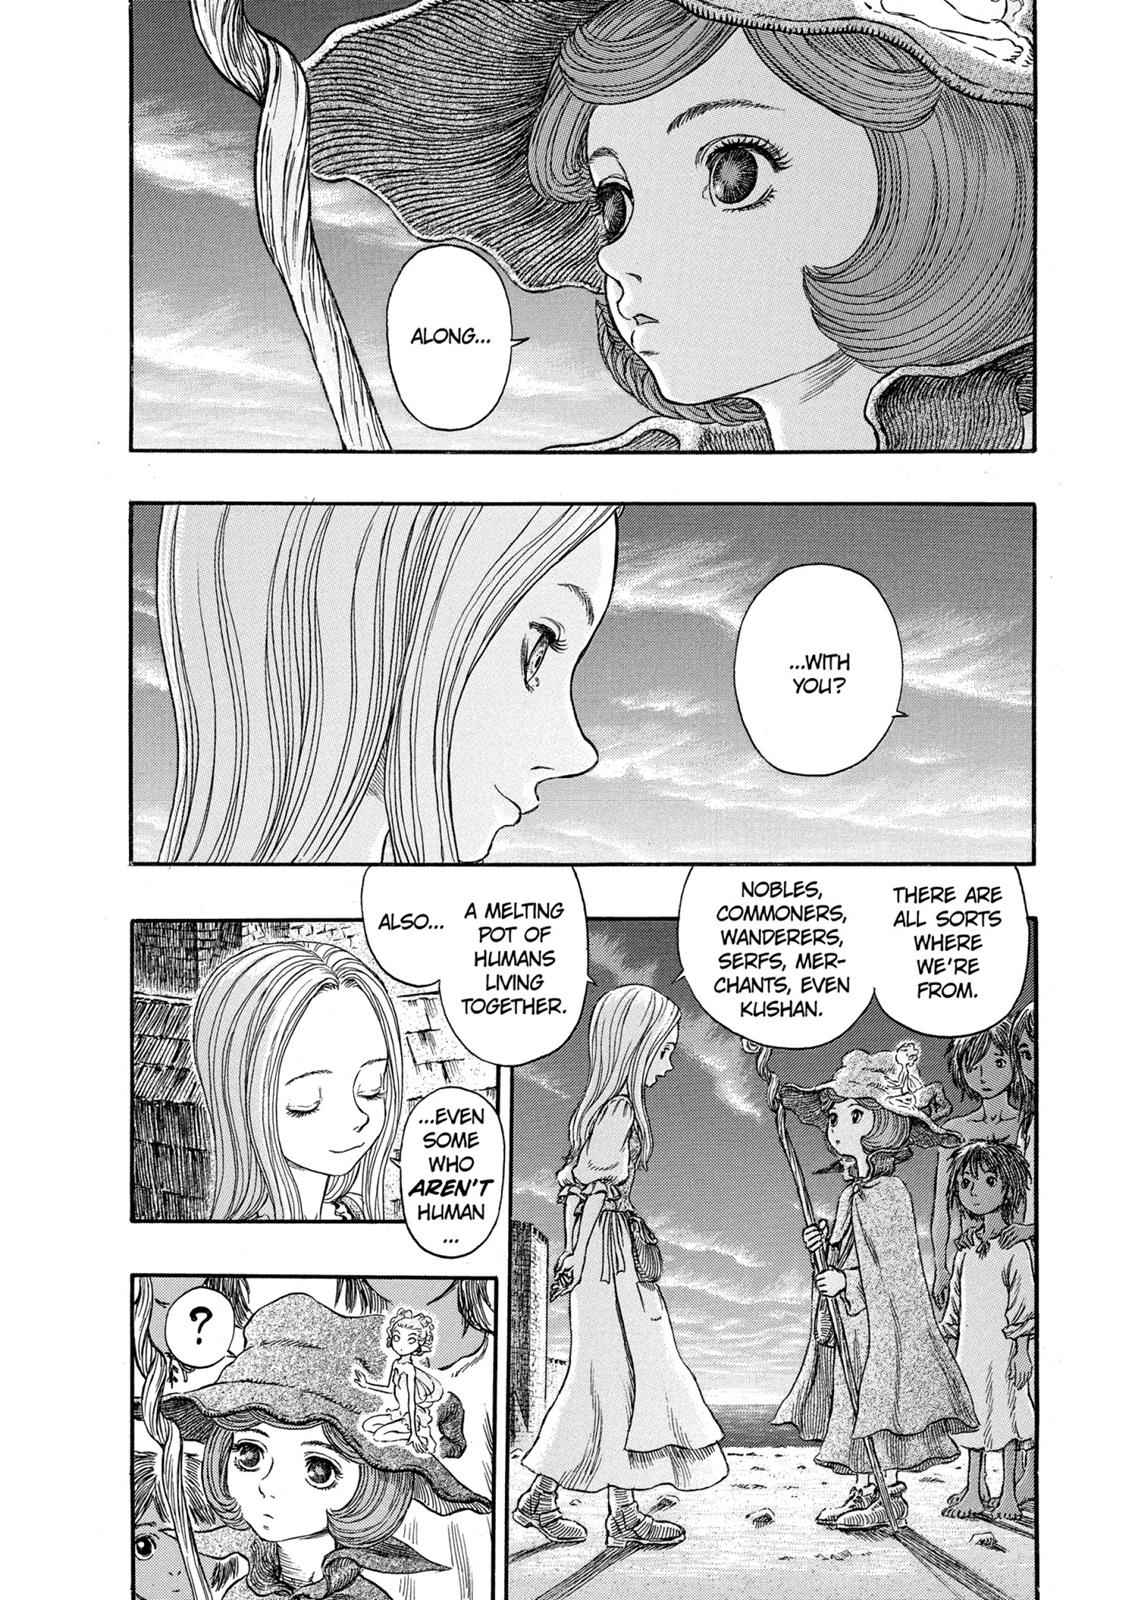 ALONG...
...WITH
YOU?
THERE ARE
ALL SORTS
WHERE
WE'RE
FROM.
NOBLES,
COMMONERS,
WANDERERS,
SERFS, MER-
CHANTS, EVEN
KUSHAN.
A MELTING
POT OF
HUMANS
LIVING
TOGETHER.
ALSO...
...EVEN
SOME
WHO
AREN'T
HUMAN
...
?